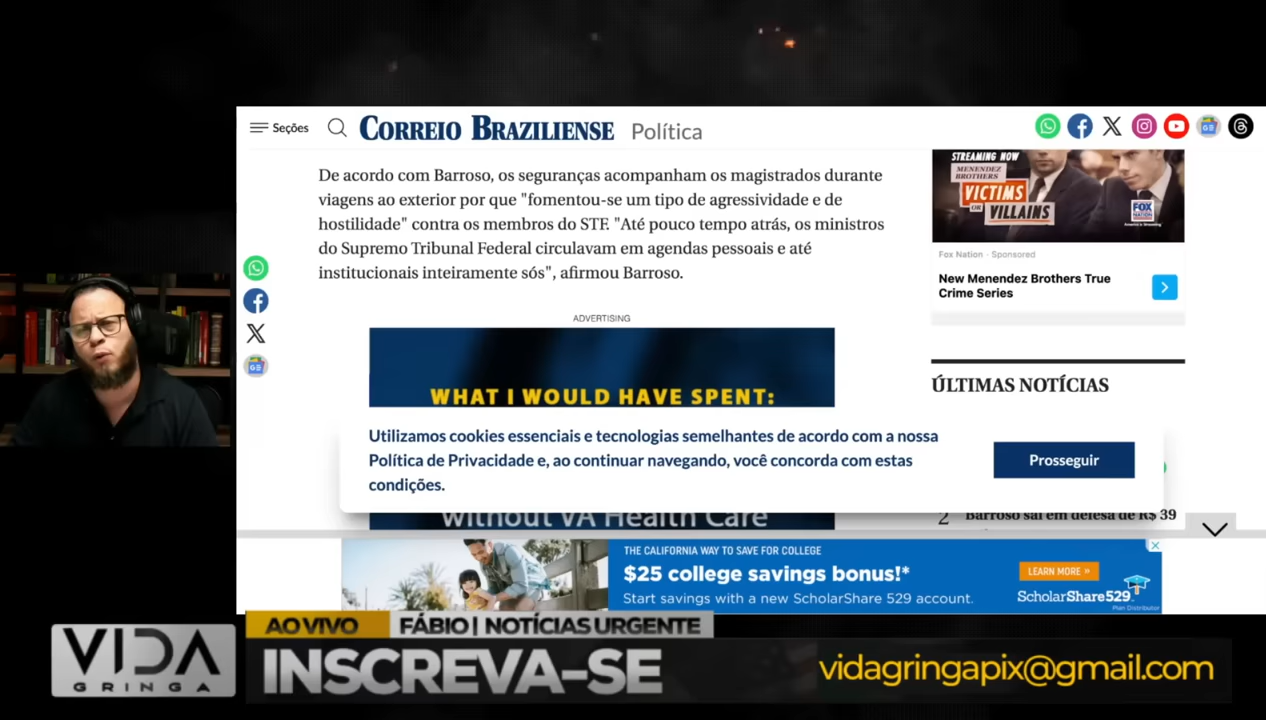 Seções
CORREIO BRAZILIENSE
Política
De acordo com Barroso, os seguranças acompanham os magistrados durante
viagens ao exterior por que "fomentou-se um tipo de agressividade e de
hostilidade" contra os membros do STF. "Até pouco tempo atrás, os ministros
do Supremo Tribunal Federal circulavam em agendas pessoais e até
institucionais inteiramente sós", afirmou Barroso.
STREAMING NOW
MENENDEZ
BROTHERS
VICTIMS
OR
VILLAINS
FOX
NATION
Fox Nation - Sponsored
New Menendez Brothers True
Crime Series
ADVERTISING
WHAT I WOULD HAVE SPENT:
ÚLTIMAS NOTÍCIAS
Utilizamos cookies essenciais e tecnologias semelhantes de acordo com a nossa
Política de Privacidade e, ao continuar navegando, você concorda com estas
condições.
Prosseguir
without VA Health Care
2 Barroso sai em defesa de R$ 39
THE CALIFORNIA WAY TO SAVE FOR COLLEGE
$25 college savings bonus!*
Start savings with a new ScholarShare 529 account.
LEARN MORE »
ScholarShare529
Plan Distributor
AO VIVO
FÁBIO | NOTÍCIAS URGENTE
VIDA
GRINGA
INSCREVA-SE
vidagringapix@gmail.com